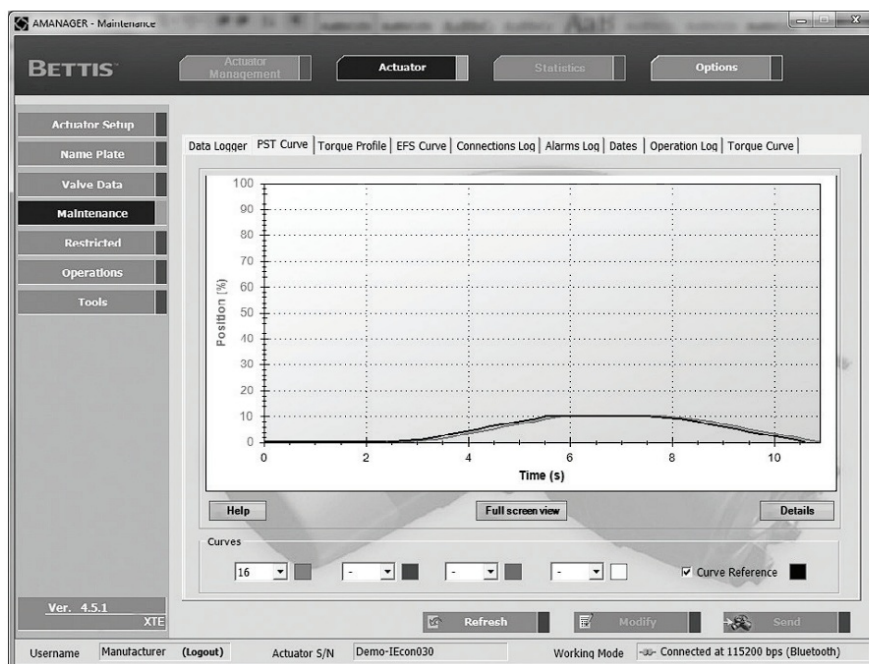 AMANAGER - Maintenance
BETTIS™
Actuator Management
Actuator
Statistics
Options
Actuator Setup
Name Plate
Valve Data
Maintenance
Restricted
Operations
Tools
Data Logger PST Curve Torque Profile EFS Curve Connections Log Alarms Log Dates Operation Log Torque Curve
Position (%)
100
90
80
70
60
50
40
30
20
10
0
0 2 4 6 8 10
Time (s)
Help Full screen view Details
Curves
16 - - - Curve Reference
Ver. 4.5.1
XTE
Refresh Modify Send
Username Manufacturer (Logout) Actuator S/N Demo-IEcon030 Working Mode Connected at 115200 bps (Bluetooth)